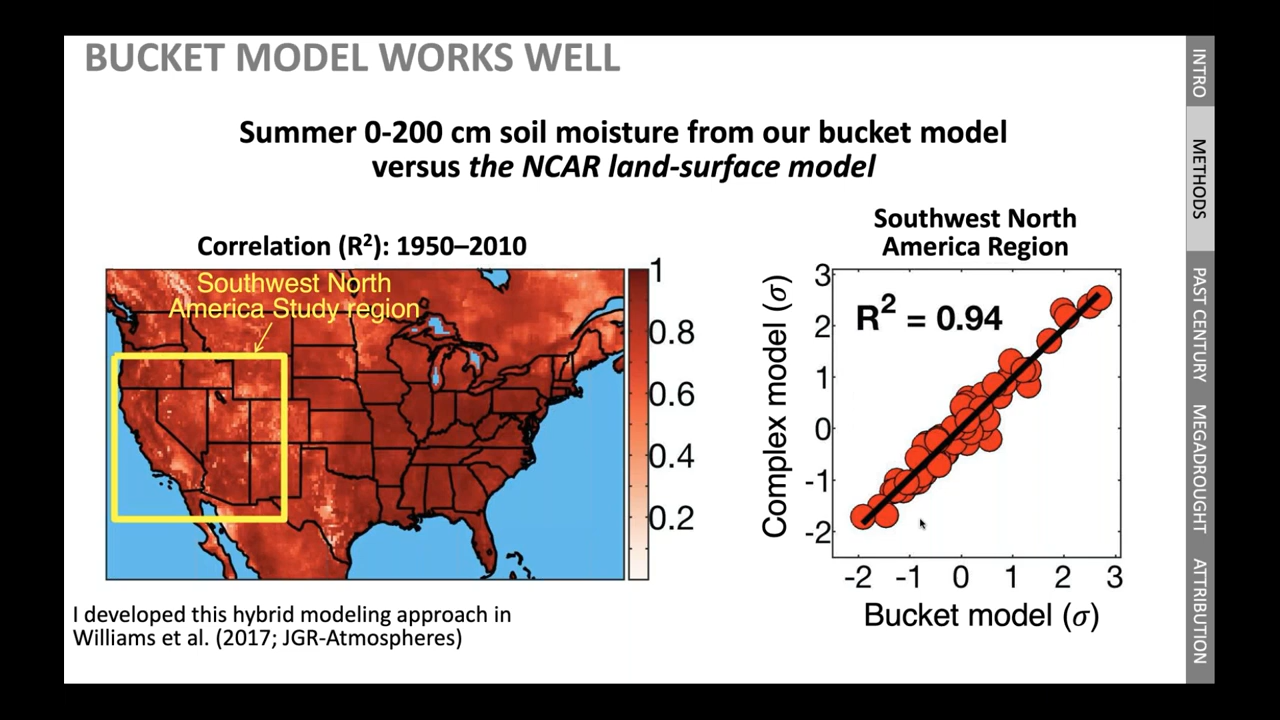 BUCKET MODEL WORKS WELL
Summer 0-200 cm soil moisture from our bucket model
versus the NCAR land-surface model
Correlation (R²): 1950–2010
Southwest North
America Study region
1
0.8
0.6
0.4
0.2
Southwest North
America Region
R² = 0.94
Complex model (σ)
3
2
1
0
-1
-2
-2 -1 0 1 2 3
Bucket model (σ)
I developed this hybrid modeling approach in
Williams et al. (2017; JGR-Atmospheres)
INTRO
METHODS
PAST CENTURY
MEGADROUGHT
ATTRIBUTION